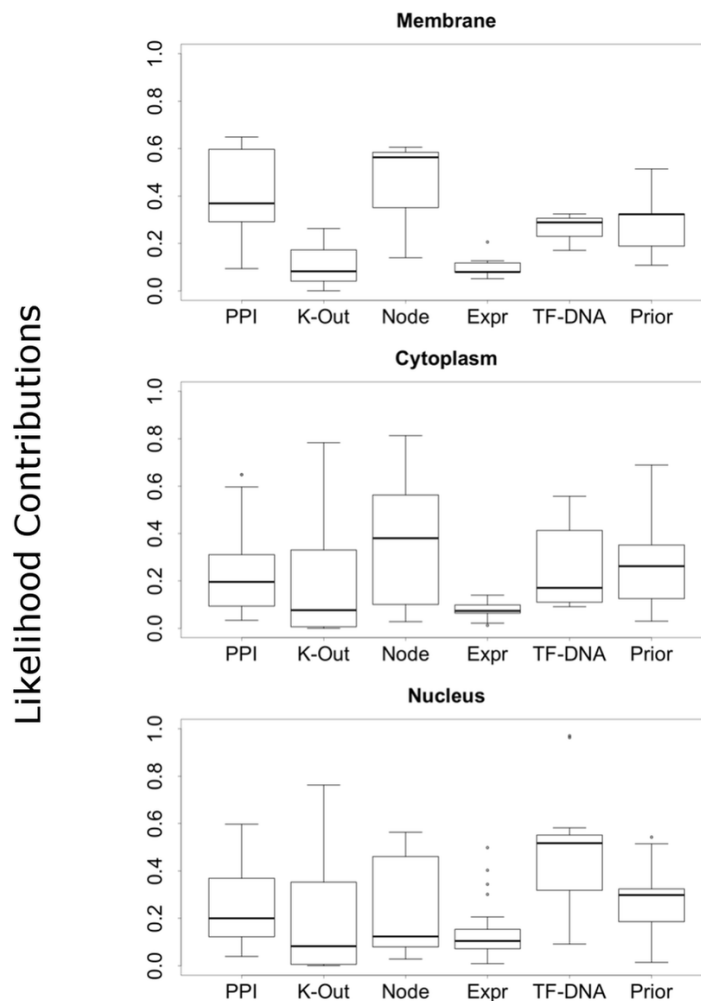 Likelihood Contributions
Membrane
1.0
0.8
0.6
0.4
0.2
0.0
PPI K-Out Node Expr TF-DNA Prior
Cytoplasm
1.0
0.8
0.6
0.4
0.2
0.0
PPI K-Out Node Expr TF-DNA Prior
Nucleus
1.0
0.8
0.6
0.4
0.2
0.0
PPI K-Out Node Expr TF-DNA Prior